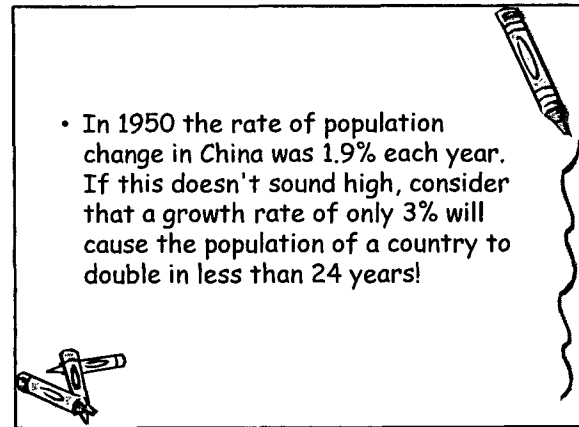 • In 1950 the rate of population
change in China was 1.9% each year.
If this doesn't sound high, consider
that a growth rate of only 3% will
cause the population of a country to
double in less than 24 years!